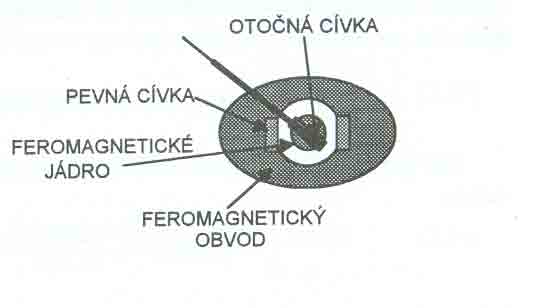 OTOČNÁ CÍVKA
PEVNÁ CÍVKA
FEROMAGNETICKÉ
JÁDRO
FEROMAGNETICKÝ
OBVOD